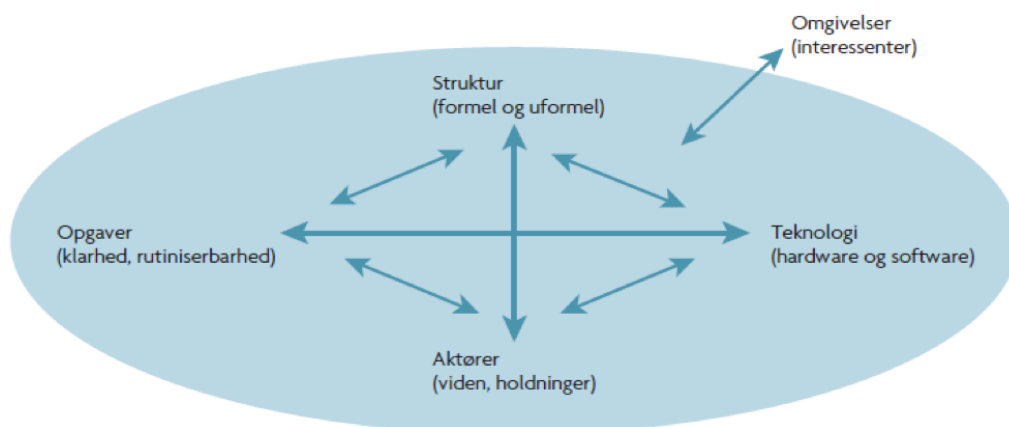 Omgivelser
(interessenter)
Struktur
(formel og uformel)
Opgaver
(klarhed, rutiniserbarhed)
Teknologi
(hardware og software)
Aktører
(viden, holdninger)